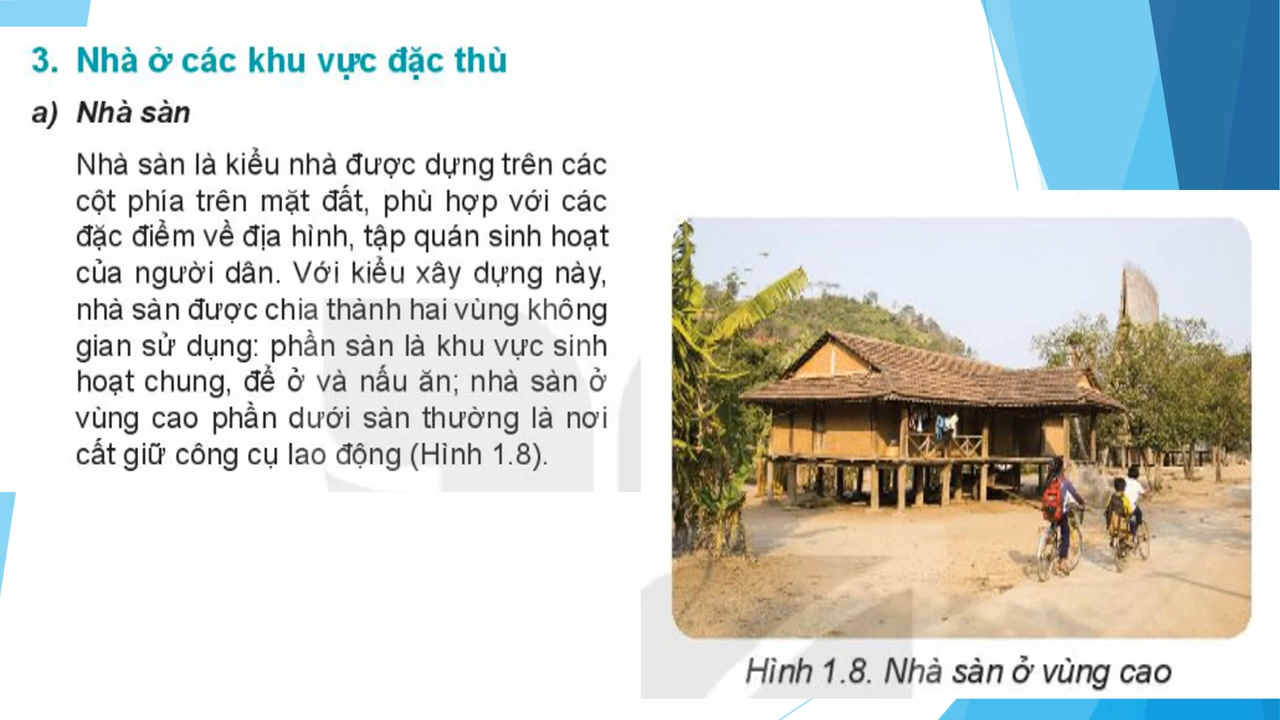 3. Nhà ở các khu vực đặc thù
a) Nhà sàn
Nhà sàn là kiểu nhà được dựng trên các
cột phía trên mặt đất, phù hợp với các
đặc điểm về địa hình, tập quán sinh hoạt
của người dân. Với kiểu xây dựng này,
nhà sàn được chia thành hai vùng không
gian sử dụng: phần sàn là khu vực sinh
hoạt chung, để ở và nấu ăn; nhà sàn ở
vùng cao phần dưới sàn thường là nơi
cất giữ công cụ lao động (Hình 1.8).
Hình 1.8. Nhà sàn ở vùng cao